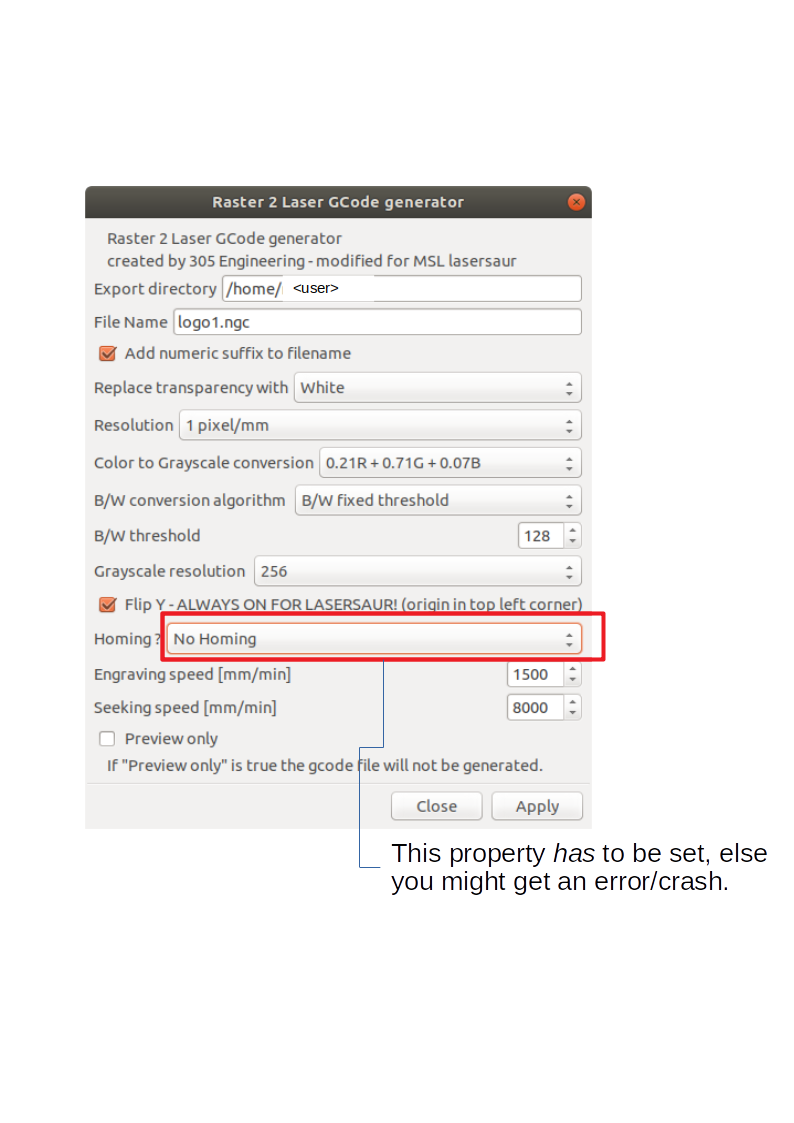 Raster 2 Laser GCode generator
Raster 2 Laser GCode generator
created by 305 Engineering - modified for MSL lasersaur
Export directory /home/ <user>
File Name logo1.ngc
Add numeric suffix to filename
Replace transparency with White
Resolution 1 pixel/mm
Color to Grayscale conversion 0.21R + 0.71G + 0.07B
B/W conversion algorithm B/W fixed threshold
B/W threshold 128
Grayscale resolution 256
Flip Y - ALWAYS ON FOR LASERSAUR! (origin in top left corner)
Homing ? No Homing
Engraving speed [mm/min] 1500
Seeking speed [mm/min] 8000
Preview only
If "Preview only" is true the gcode file will not be generated.
Close Apply
This property has to be set, else
you might get an error/crash.